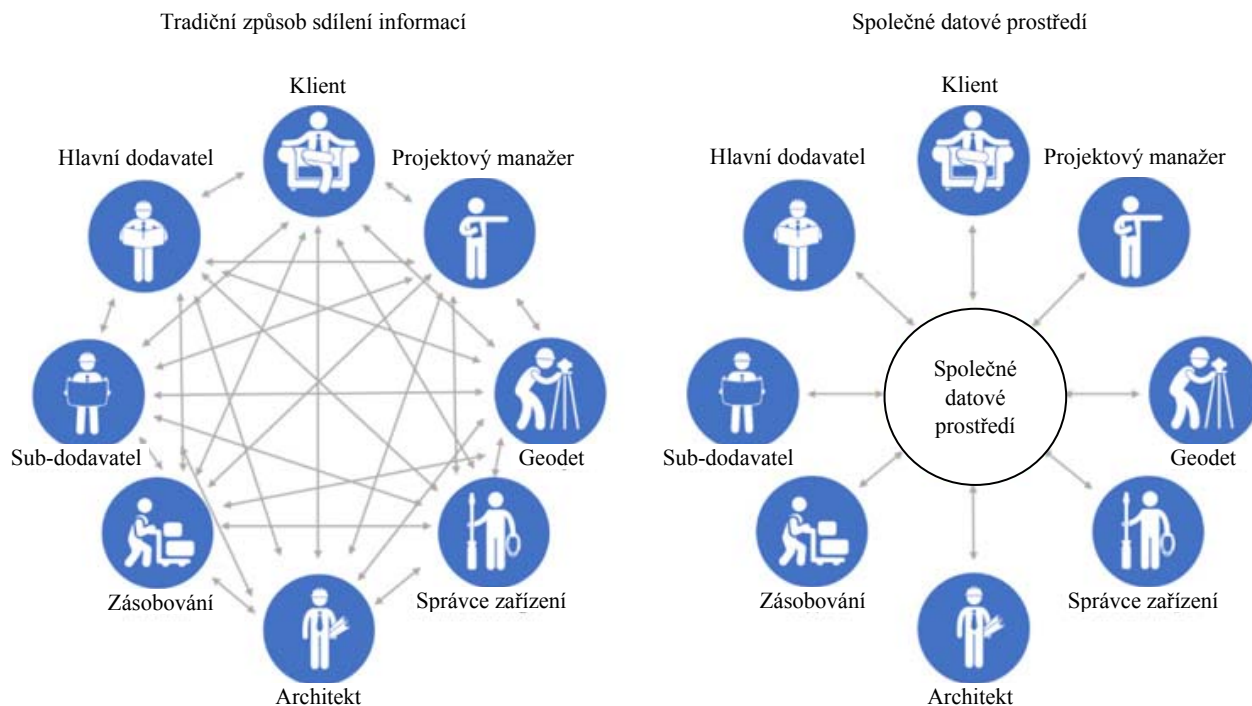 Tradiční způsob sdílení informací
Klient
Hlavní dodavatel
Projektový manažer
Sub-dodavatel
Geodet
Zásobování
Správce zařízení
Architekt
Společné datové prostředí
Klient
Hlavní dodavatel
Projektový manažer
Společné
datové
prostředí
Sub-dodavatel
Geodet
Zásobování
Správce zařízení
Architekt